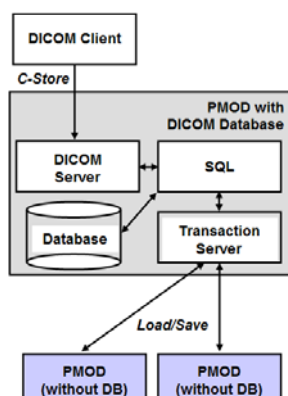 DICOM Client
C-Store
PMOD with
DICOM Database
DICOM
Server
SQL
Database
Transaction
Server
Load/Save
PMOD
(without DB)
PMOD
(without DB)